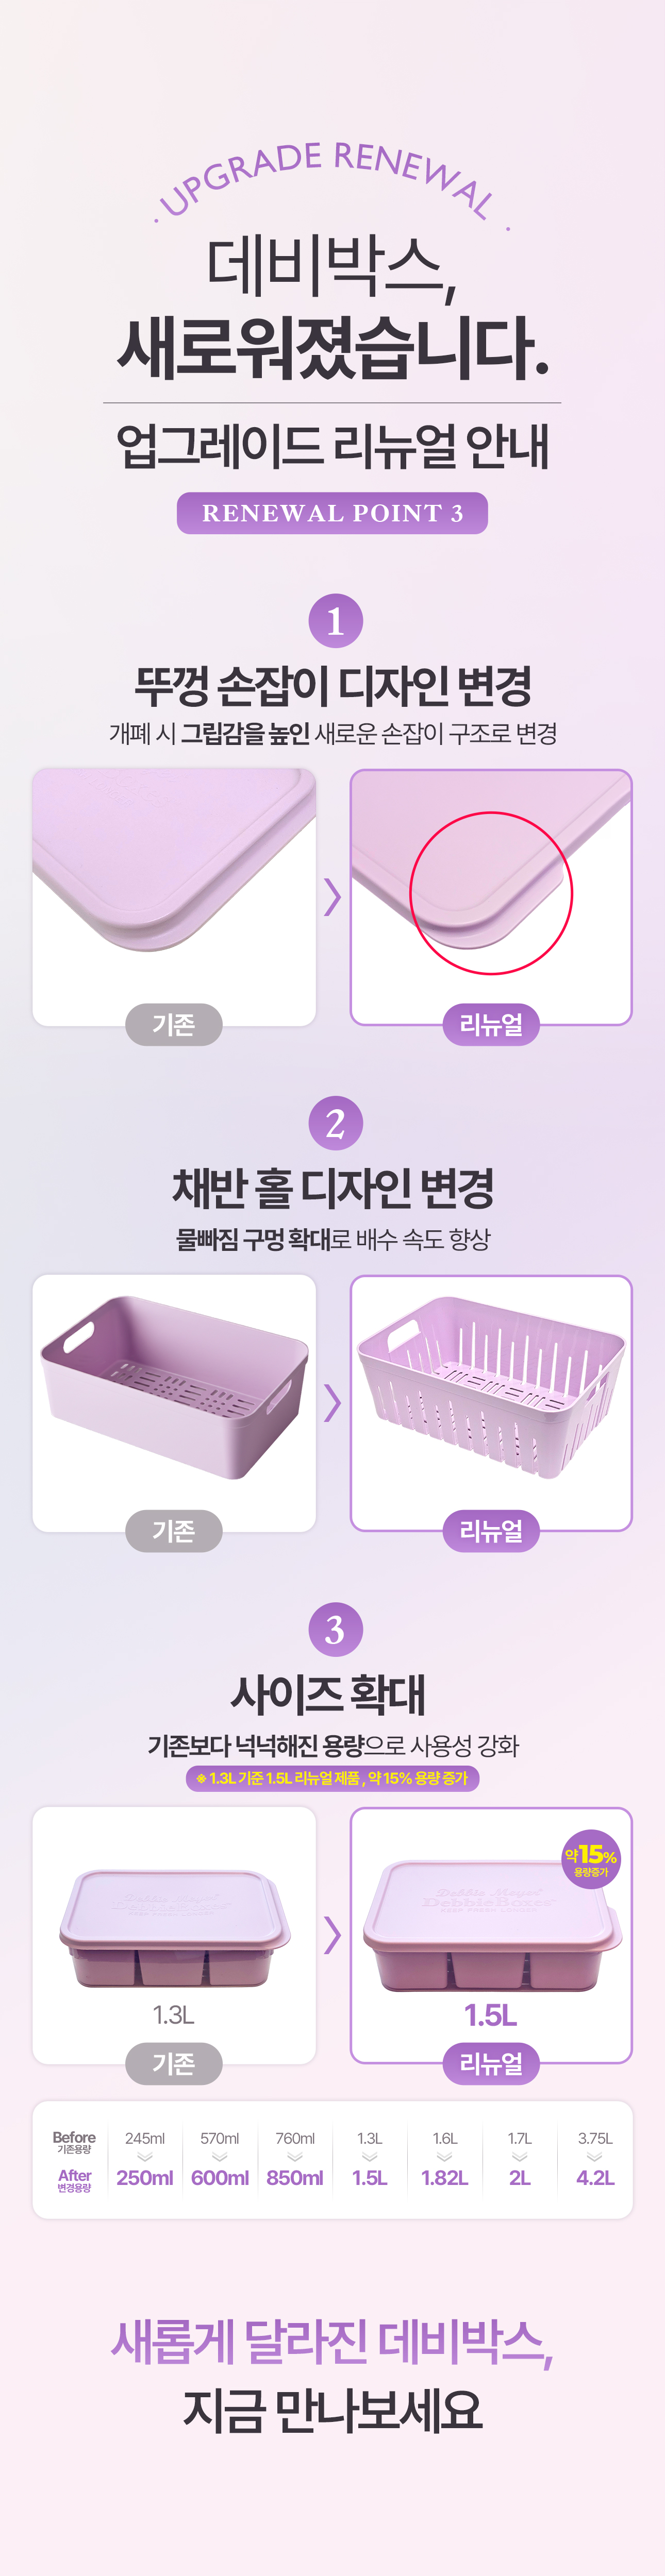 · UPGRADE RENEWAL ·
데비박스,
새로워졌습니다.
업그레이드 리뉴얼 안내
RENEWAL POINT 3
1
뚜껑 손잡이 디자인 변경
개폐 시 그립감을 높인 새로운 손잡이 구조로 변경
기존
리뉴얼
2
채반 홀 디자인 변경
물빠짐 구멍 확대로 배수 속도 향상
기존
리뉴얼
3
사이즈 확대
기존보다 넉넉해진 용량으로 사용성 강화
※ 1.3L 기준 1.5L 리뉴얼 제품 , 약 15% 용량 증가
약15%
용량증가
Debbie Meyer
DebbieBoxes
KEEP FRESH LONGER
1.3L
1.5L
기존
리뉴얼
Before 245ml 570ml 760ml 1.3L 1.6L 1.7L 3.75L
기존용량
After 250ml 600ml 850ml 1.5L 1.82L 2L 4.2L
변경용량
새롭게 달라진 데비박스,
지금 만나보세요